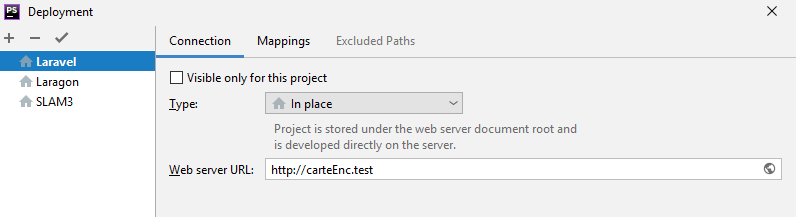 PS Deployment
Connection Mappings Excluded Paths
Laravel
Laragon
SLAM3
Visible only for this project
Type: In place
Project is stored under the web server document root and
is developed directly on the server.
Web server URL: http://carteEnc.test